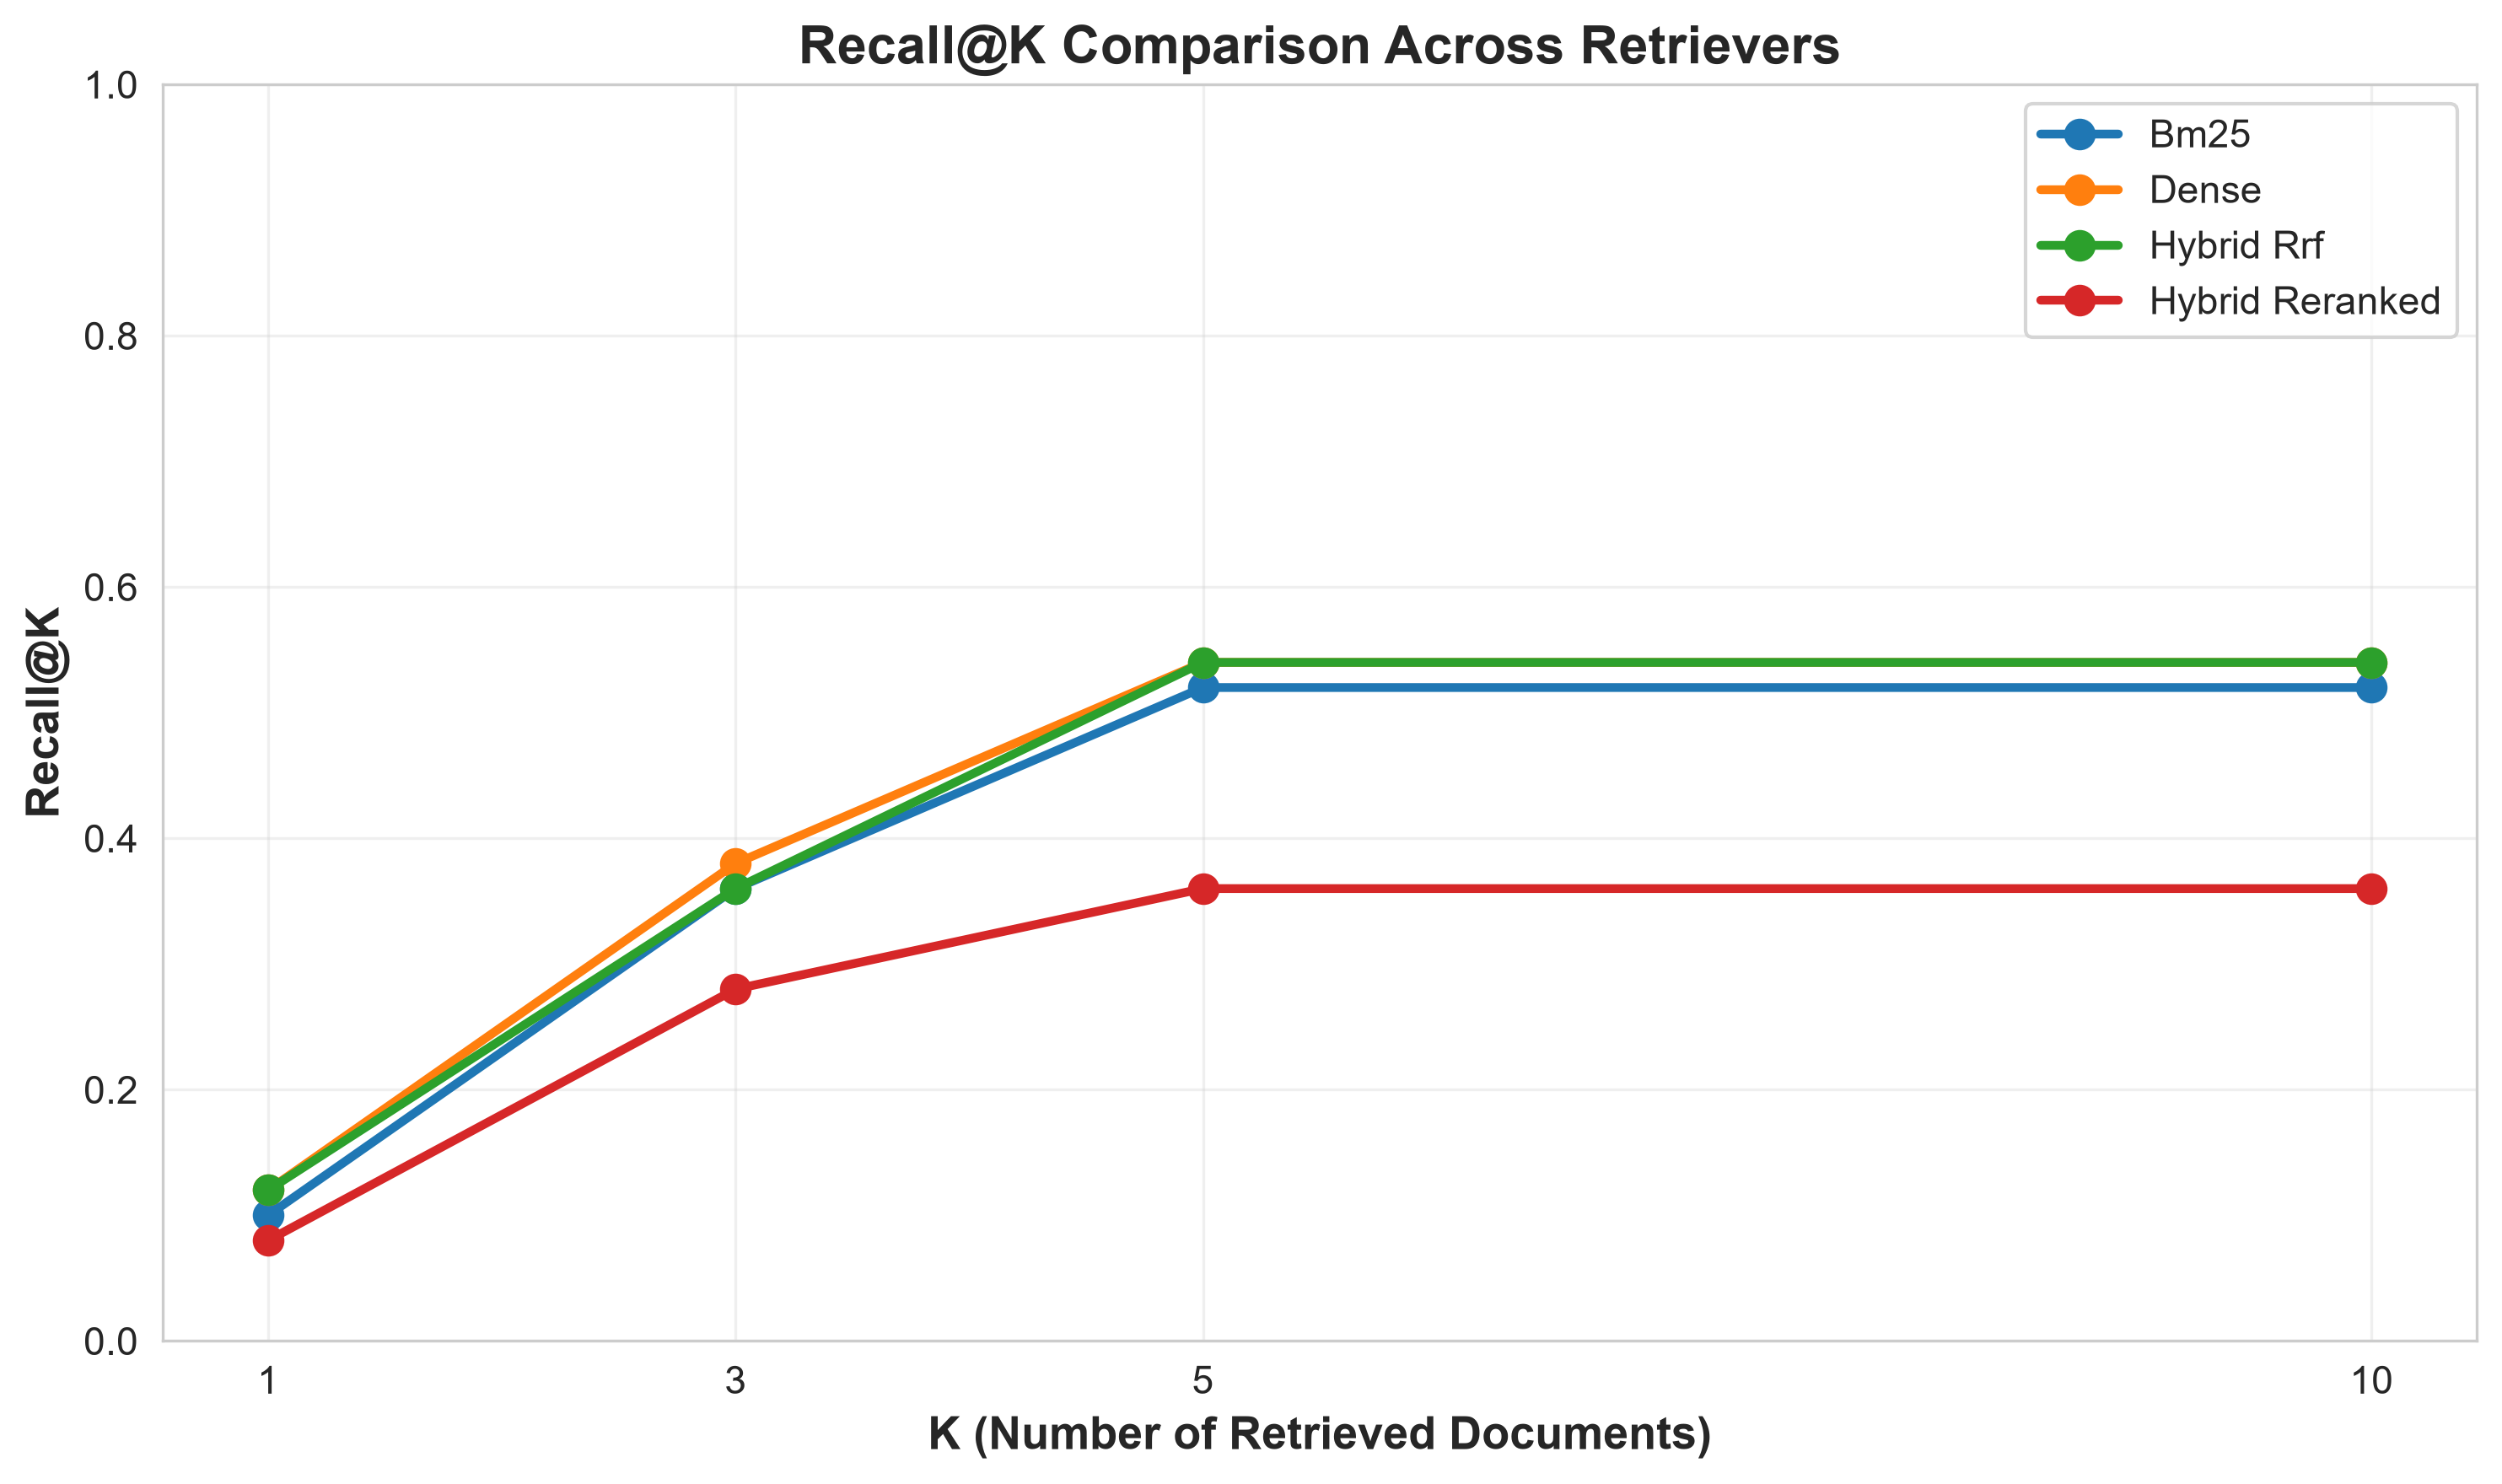 Recall@K Comparison Across Retrievers
1.0
0.8
0.6
0.4
0.2
0.0
Recall@K
Bm25
Dense
Hybrid Rrf
Hybrid Reranked
1
3
5
10
K (Number of Retrieved Documents)